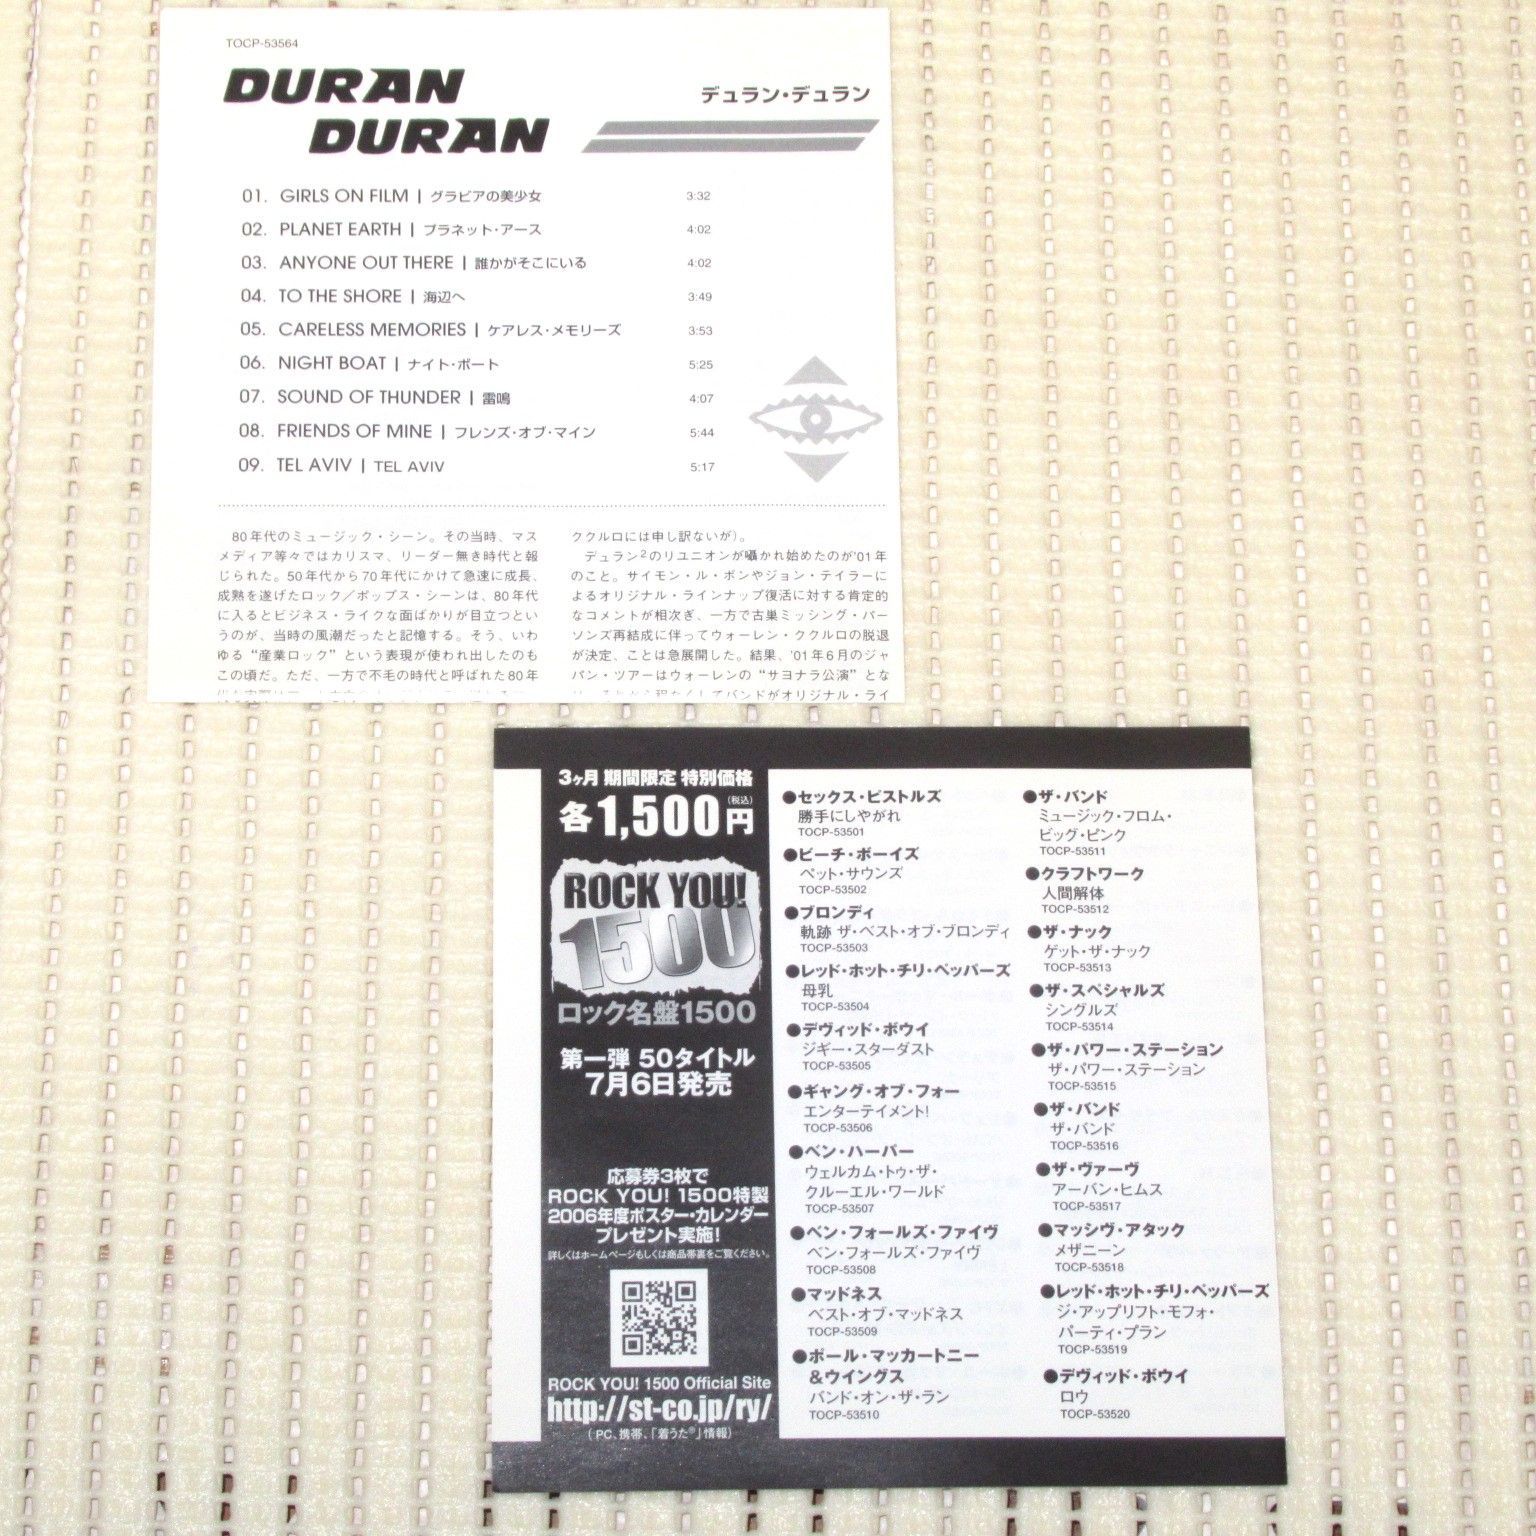 TOCP-53564
DURAN
DURAN
デュラン・デュラン
01. GIRLS ON FILM | グラビアの美少女 3:32
02. PLANET EARTH | プラネット・アース 4:02
03. ANYONE OUT THERE | 誰かがそこにいる 4:02
04. TO THE SHORE | 海辺へ 3:49
05. CARELESS MEMORIES | ケアレス・メモリーズ 3:53
06. NIGHT BOAT | ナイト・ボート 5:25
07. SOUND OF THUNDER | 雷鳴 4:07
08. FRIENDS OF MINE | フレンズ・オブ・マイン 5:44
09. TEL AVIV | TEL AVIV 5:17
80年代のミュージック・シーン。その当時、マス
メディア等々ではカリスマ、リーダー無き時代と報
じられた。50年代から70年代にかけて急速に成長、
成熟を遂げたロック／ポップス・シーンは、80年代
に入るとビジネス・ライクな面ばかりが目立つとい
うのが、当時の風潮だったと記憶する。そう、いわ
ゆる“産業ロック”という表現が使われ出したのも
この頃だ。ただ、一方で不毛の時代と呼ばれた80年
ククルロには申し訳ないが）。
デュラン2のリユニオンが囁かれ始めたのが'01年
のこと。サイモン・ル・ボンやジョン・テイラーに
よるオリジナル・ラインナップ復活に対する肯定的
なコメントが相次ぎ、一方で古巣ミッシング・パー
ソンズ再結成に伴ってウォーレン・ククルロの脱退
が決定、ことは急展開した。結果、'01年6月のジャ
パン・ツアーはウォーレンの“サヨナラ公演”とな
3ヶ月 期間限定 特別価格
各1,500円(税込)
ROCK YOU!
1500
ロック名盤1500
第一弾 50タイトル
7月6日発売
応募券3枚で
ROCK YOU! 1500特製
2006年度ポスター・カレンダー
プレゼント実施!
詳しくはホームページもしくは商品帯裏をご覧ください。
ROCK YOU! 1500 Official Site
http://st-co.jp/ry/
( PC、携帯、「着うた®」情報)
●セックス・ピストルズ
勝手にしやがれ
TOCP-53501
●ビーチ・ボーイズ
ペット・サウンズ
TOCP-53502
●ブロンディ
軌跡 ザ・ベスト・オブ・ブロンディ
TOCP-53503
●レッド・ホット・チリ・ペッパーズ
母乳
TOCP-53504
●デヴィッド・ボウイ
ジギー・スターダスト
TOCP-53505
●ギャング・オブ・フォー
エンターテイメント!
TOCP-53506
●ベン・ハーパー
ウェルカム・トゥ・ザ・
クルーエル・ワールド
TOCP-53507
●ベン・フォールズ・ファイヴ
ベン・フォールズ・ファイヴ
TOCP-53508
●マッドネス
ベスト・オブ・マッドネス
TOCP-53509
●ポール・マッカートニー
&ウイングス
バンド・オン・ザ・ラン
TOCP-53510
●ザ・バンド
ミュージック・フロム・
ビッグ・ピンク
TOCP-53511
●クラフトワーク
人間解体
TOCP-53512
●ザ・ナック
ゲット・ザ・ナック
TOCP-53513
●ザ・スペシャルズ
シングルズ
TOCP-53514
●ザ・パワー・ステーション
ザ・パワー・ステーション
TOCP-53515
●ザ・バンド
ザ・バンド
TOCP-53516
●ザ・ヴァーヴ
アーバン・ヒムス
TOCP-53517
●マッシヴ・アタック
メザニーン
TOCP-53518
●レッド・ホット・チリ・ペッパーズ
ジ・アップリフト・モフォ・
パーティ・プラン
TOCP-53519
●デヴィッド・ボウイ
ロウ
TOCP-53520